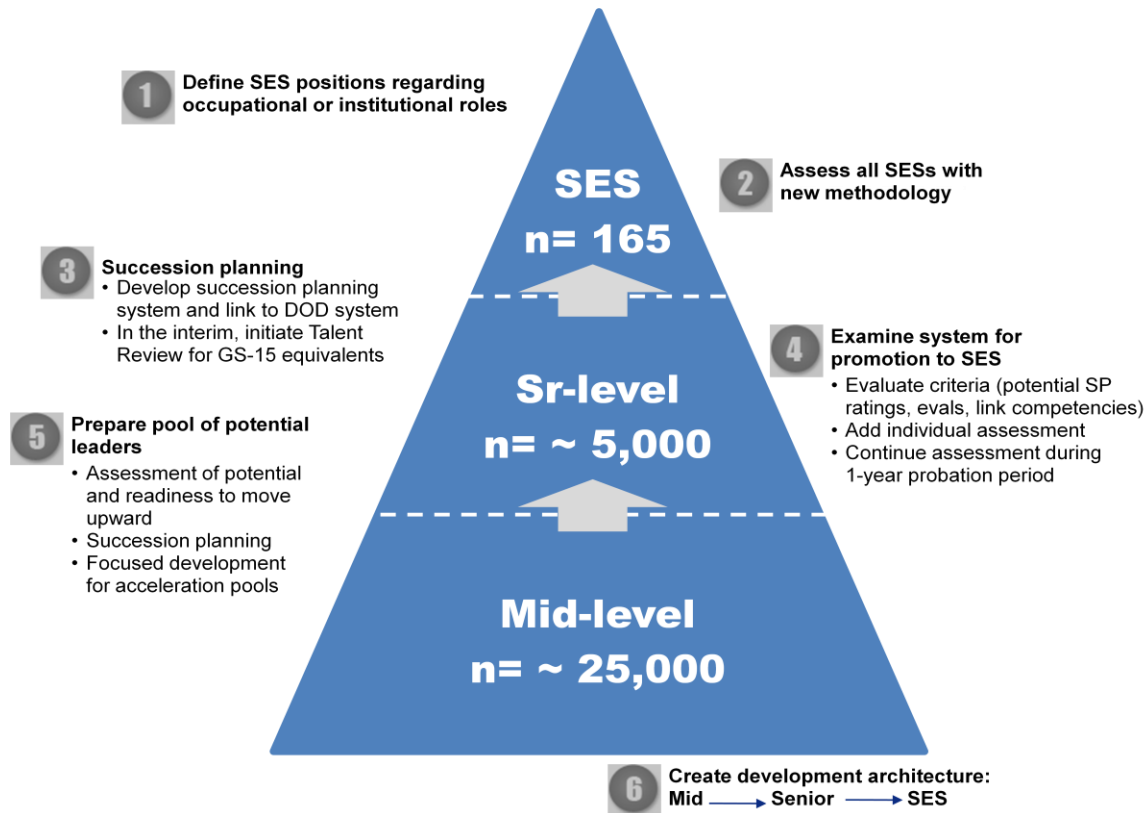 1
Define SES positions regarding
occupational or institutional roles
2
Assess all SESs with
new methodology
SES
n= 165
3
Succession planning
• Develop succession planning
system and link to DOD system
• In the interim, initiate Talent
Review for GS-15 equivalents
4
Examine system for
promotion to SES
• Evaluate criteria (potential SP
ratings, evals, link competencies)
• Add individual assessment
• Continue assessment during
1-year probation period
Sr-level
n= ~ 5,000
5
Prepare pool of potential
leaders
• Assessment of potential
and readiness to move
upward
• Succession planning
• Focused development
for acceleration pools
Mid-level
n= ~ 25,000
6
Create development architecture:
Mid → Senior → SES